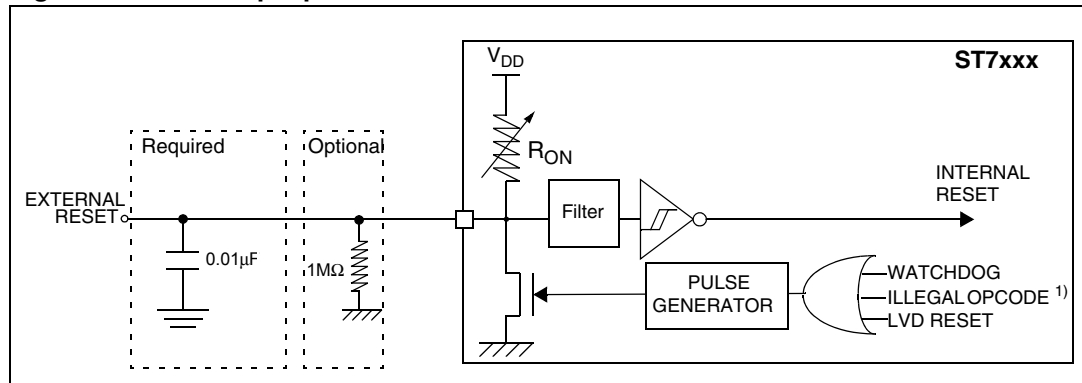 V_DD
ST7xxx
Required
Optional
R_ON
EXTERNAL
RESET
Filter
INTERNAL
RESET
0.01µF
1MΩ
PULSE
GENERATOR
WATCHDOG
ILLEGAL OPCODE 1)
LVD RESET